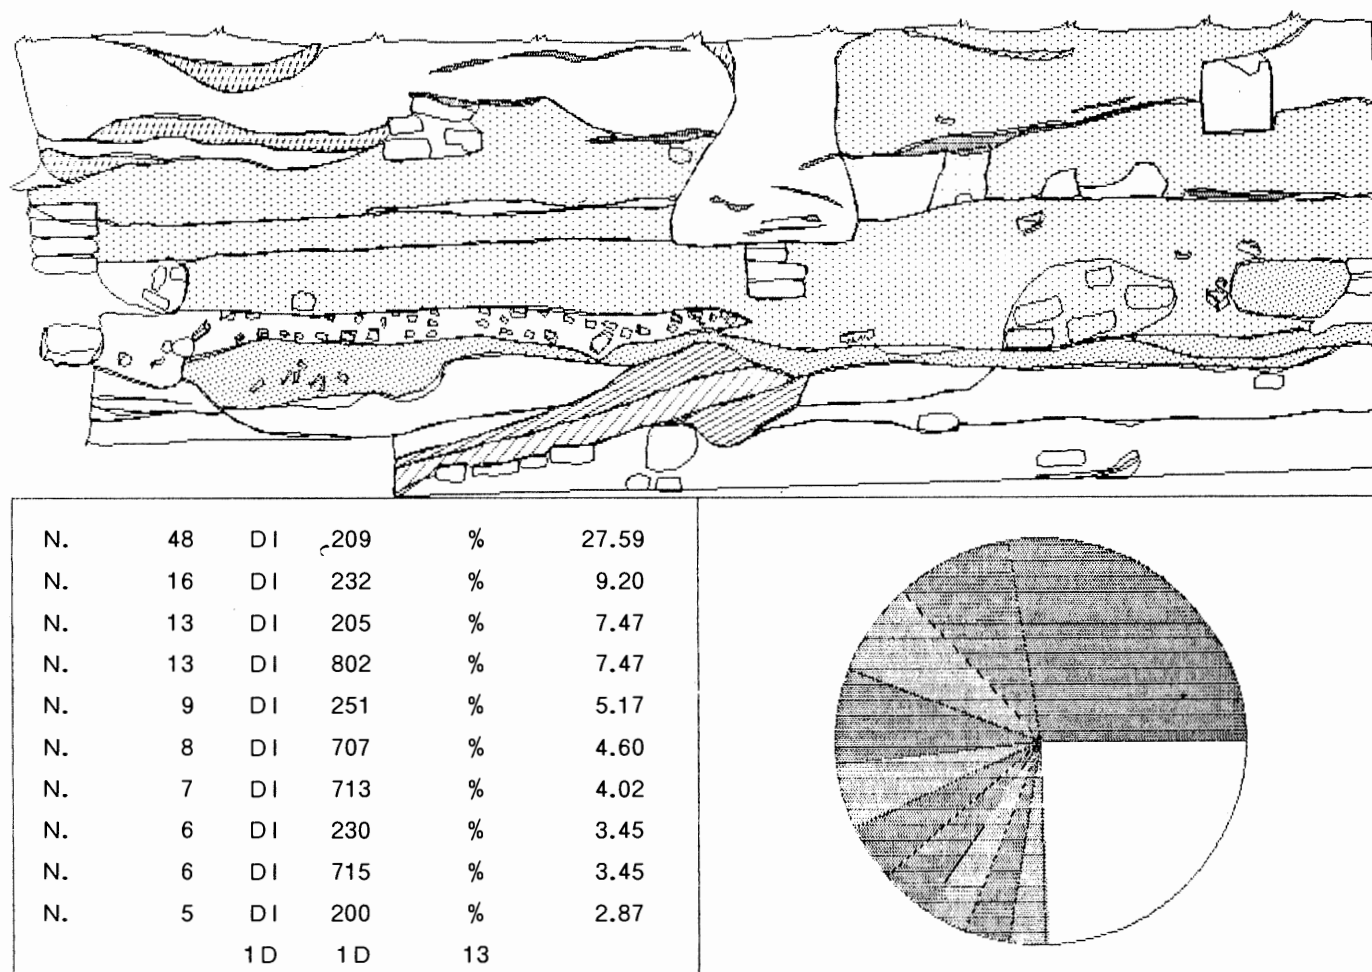 N. 48 DI 209 % 27.59
N. 16 DI 232 % 9.20
N. 13 DI 205 % 7.47
N. 13 DI 802 % 7.47
N. 9 DI 251 % 5.17
N. 8 DI 707 % 4.60
N. 7 DI 713 % 4.02
N. 6 DI 230 % 3.45
N. 6 DI 715 % 3.45
N. 5 DI 200 % 2.87
1D 1D 13